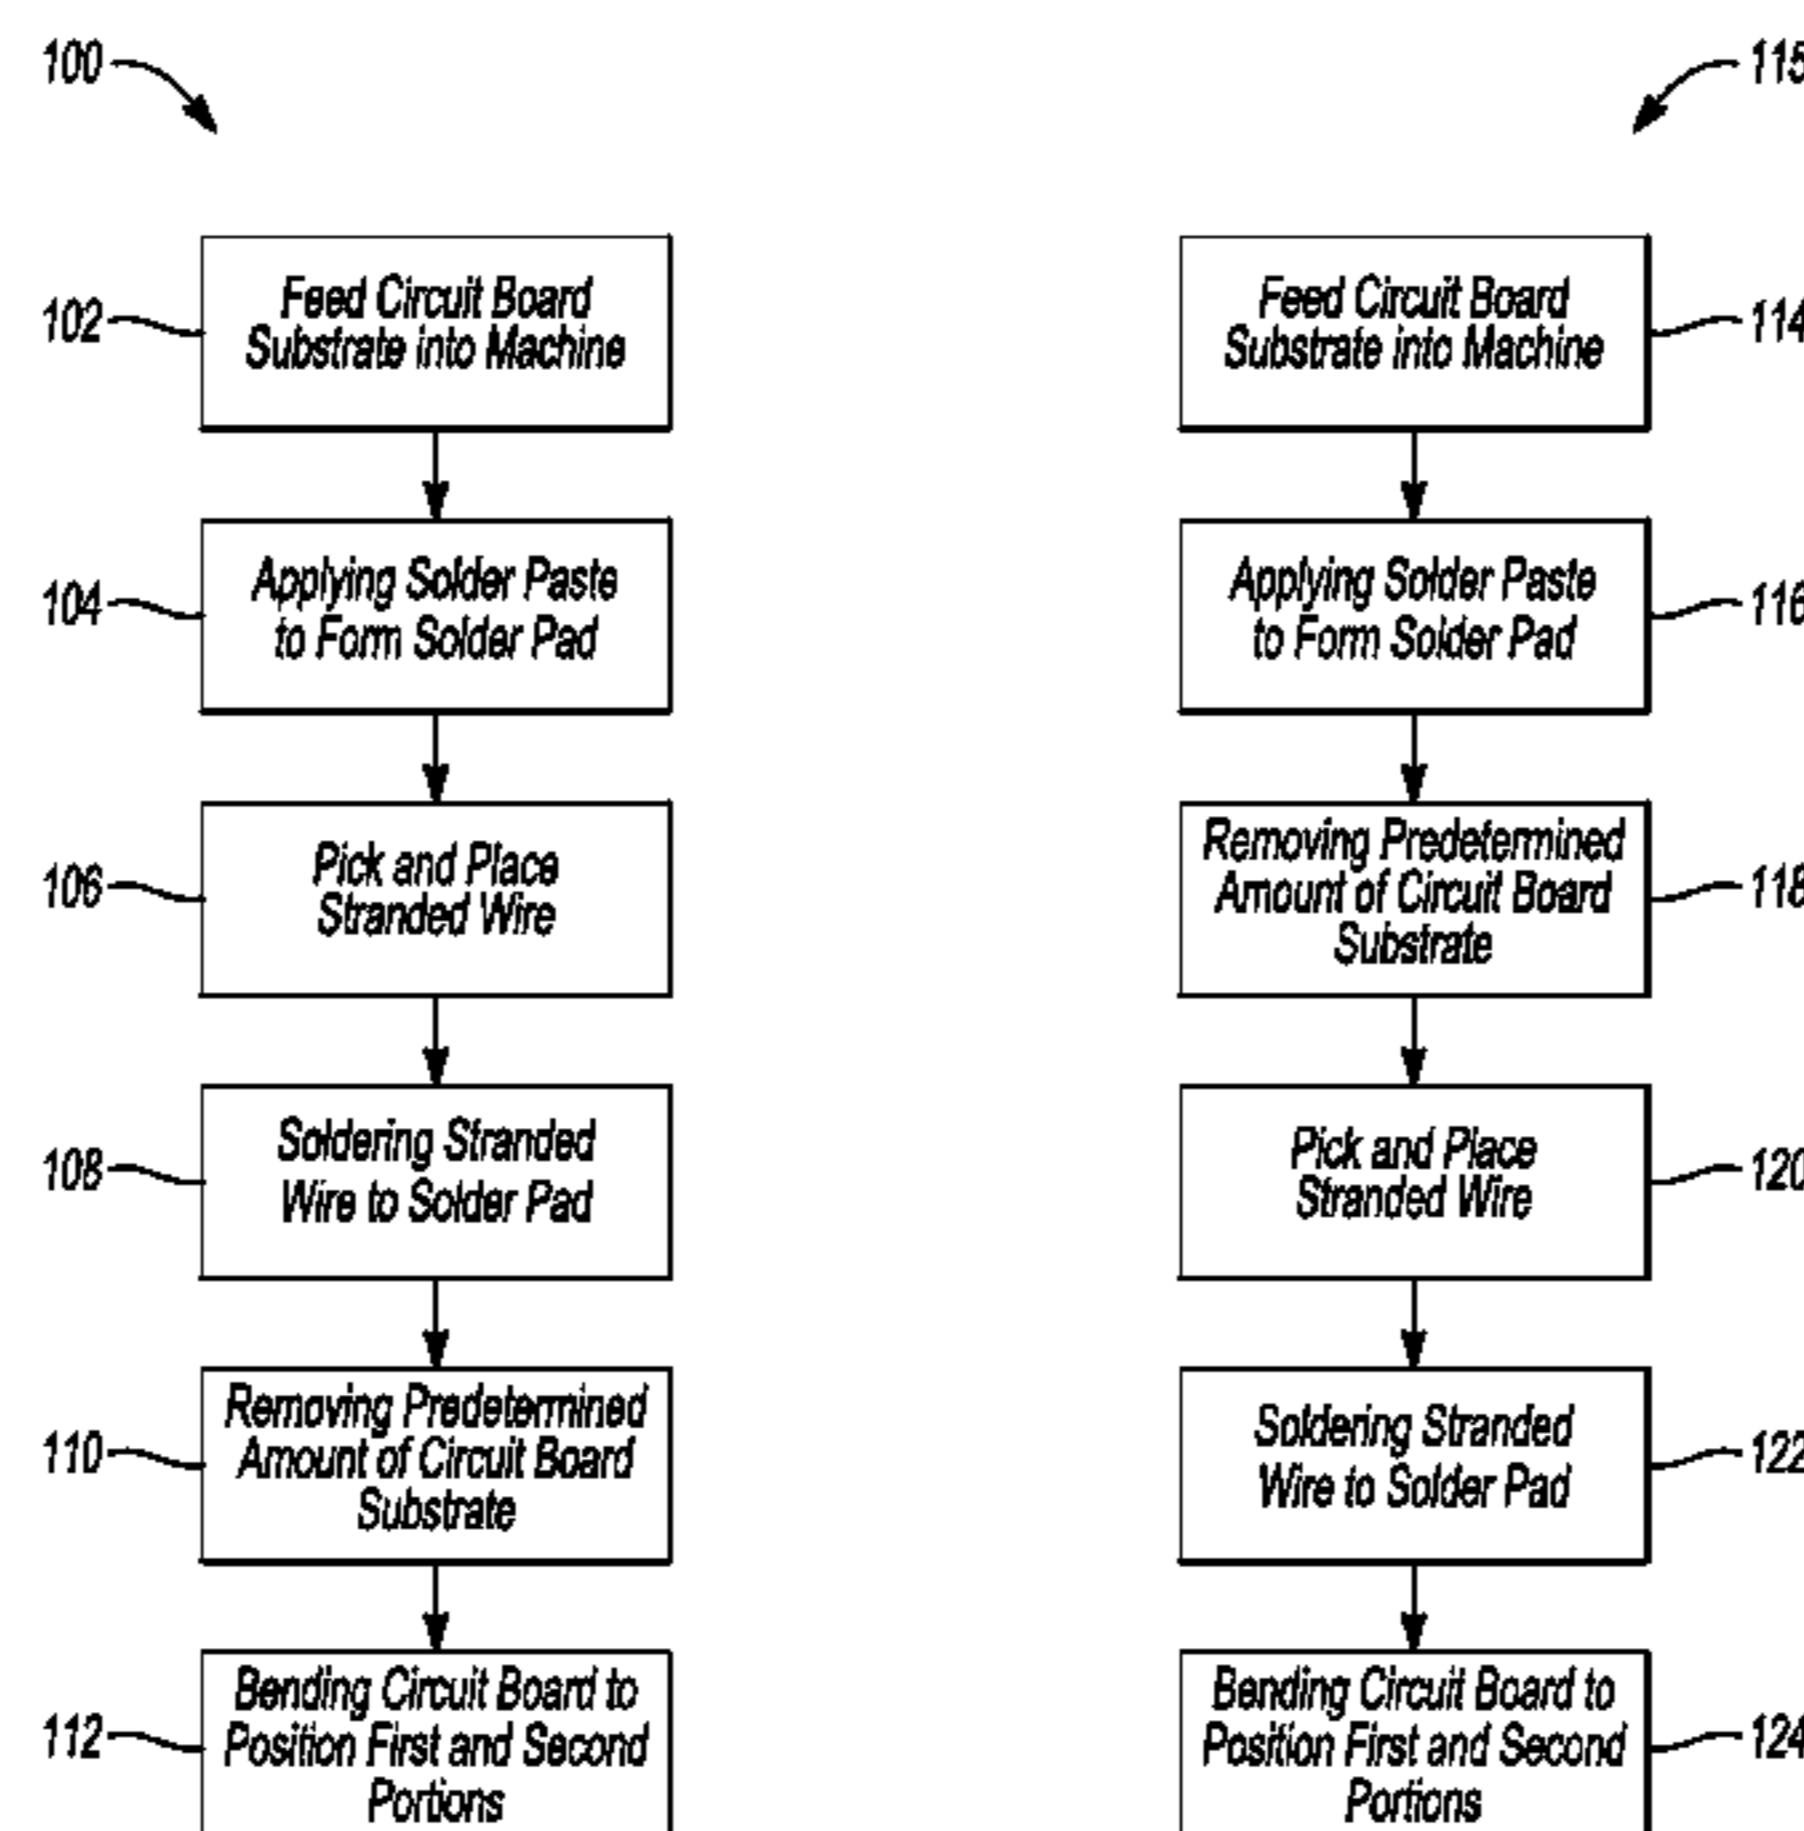 100
115
102
Feed Circuit Board
Substrate into Machine
104
Applying Solder Paste
to Form Solder Pad
106
Pick and Place
Stranded Wire
108
Soldering Stranded
Wire to Solder Pad
110
Removing Predetermined
Amount of Circuit Board
Substrate
112
Bending Circuit Board to
Position First and Second
Portions
Feed Circuit Board
Substrate into Machine
114
Applying Solder Paste
to Form Solder Pad
116
Removing Predetermined
Amount of Circuit Board
Substrate
118
Pick and Place
Stranded Wire
120
Soldering Stranded
Wire to Solder Pad
122
Bending Circuit Board to
Position First and Second
Portions
124